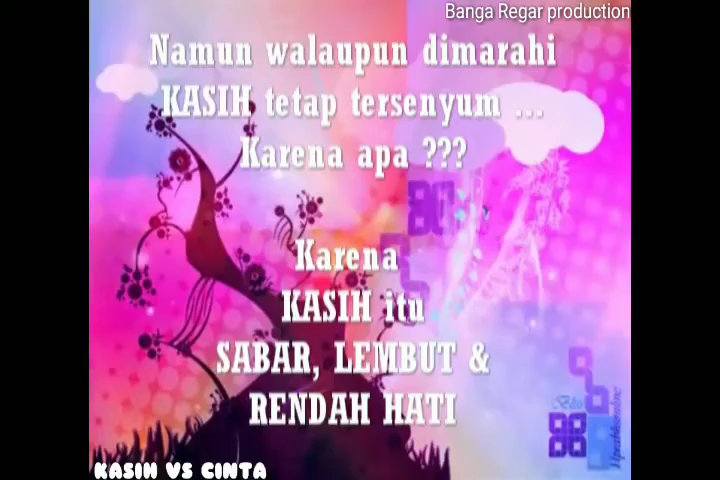 Banga Regar production
Namun walaupun dimarahi
KASIH tetap tersenyum ...
Karena apa ???
Karena
KASIH itu
SABAR, LEMBUT &
RENDAH HATI
KASIH VS CINTA